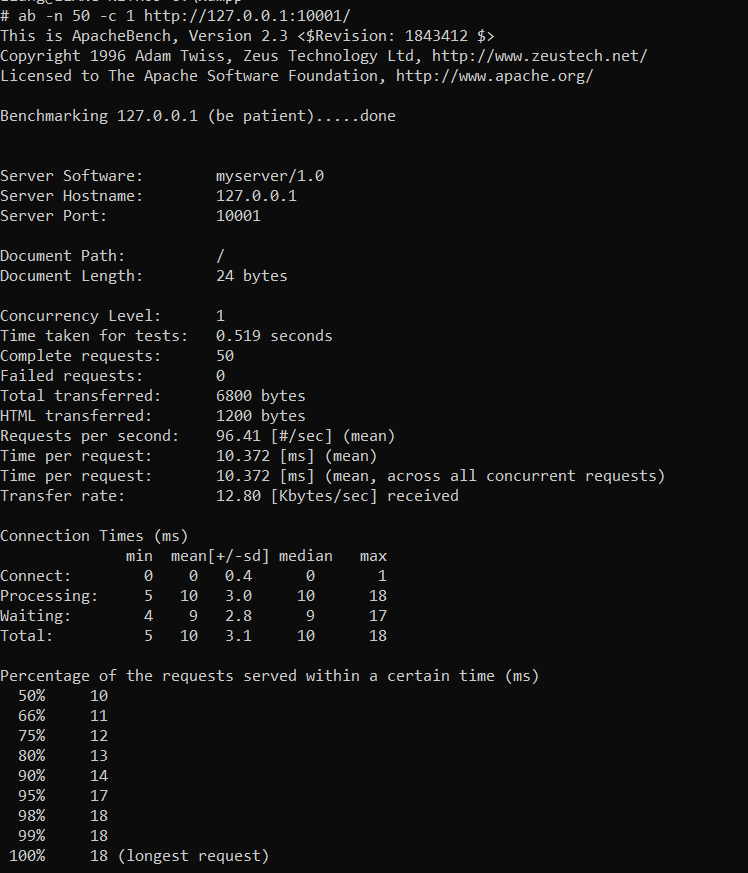 # ab -n 50 -c 1 http://127.0.0.1:10001/
This is ApacheBench, Version 2.3 <$Revision: 1843412 $>
Copyright 1996 Adam Twiss, Zeus Technology Ltd, http://www.zeustech.net/
Licensed to The Apache Software Foundation, http://www.apache.org/

Benchmarking 127.0.0.1 (be patient).....done


Server Software:        myserver/1.0
Server Hostname:        127.0.0.1
Server Port:            10001

Document Path:          /
Document Length:        24 bytes

Concurrency Level:      1
Time taken for tests:   0.519 seconds
Complete requests:      50
Failed requests:        0
Total transferred:      6800 bytes
HTML transferred:       1200 bytes
Requests per second:    96.41 [#/sec] (mean)
Time per request:       10.372 [ms] (mean)
Time per request:       10.372 [ms] (mean, across all concurrent requests)
Transfer rate:          12.80 [Kbytes/sec] received

Connection Times (ms)
              min  mean[+/-sd] median   max
Connect:        0    0   0.4      0       1
Processing:     5   10   3.0     10      18
Waiting:        4    9   2.8      9      17
Total:          5   10   3.1     10      18

Percentage of the requests served within a certain time (ms)
  50%     10
  66%     11
  75%     12
  80%     13
  90%     14
  95%     17
  98%     18
  99%     18
 100%     18 (longest request)